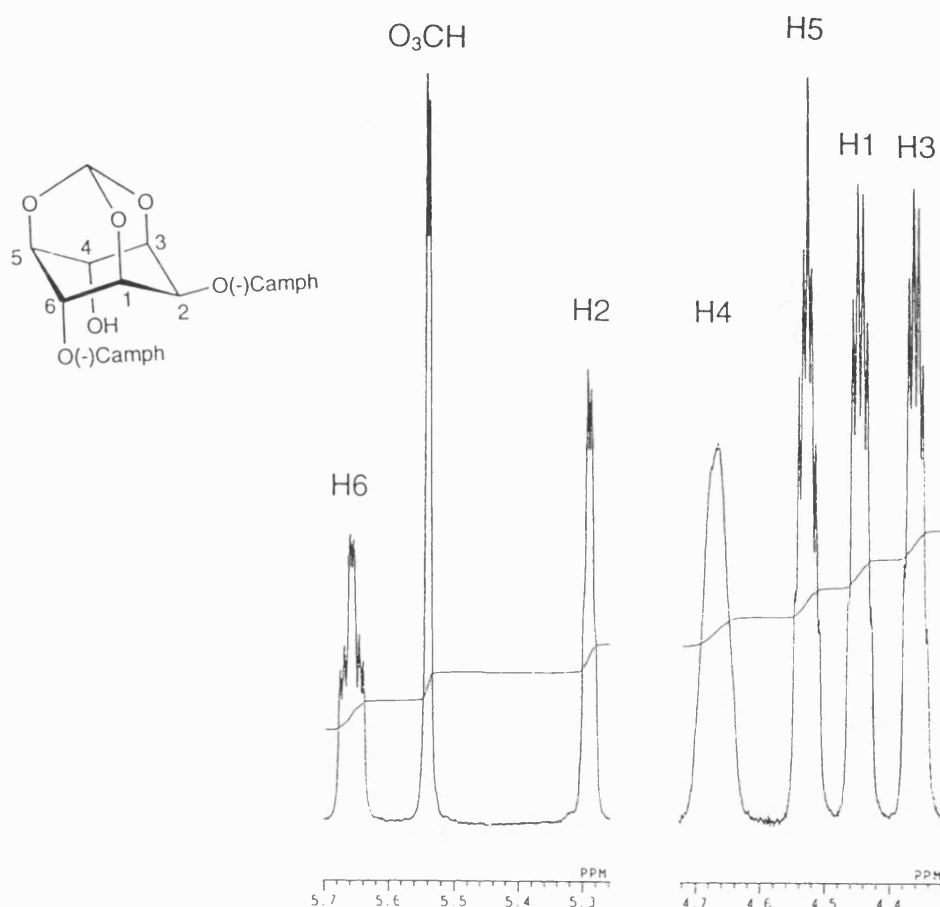 O₃CH
H5
H1 H3
H2 H4
H6
O O O
5 4 3
6 1 2
OH
O(-)Camph
O(-)Camph
PPM
5.7 5.6 5.5 5.4 5.3
PPM
4.7 4.6 4.5 4.4